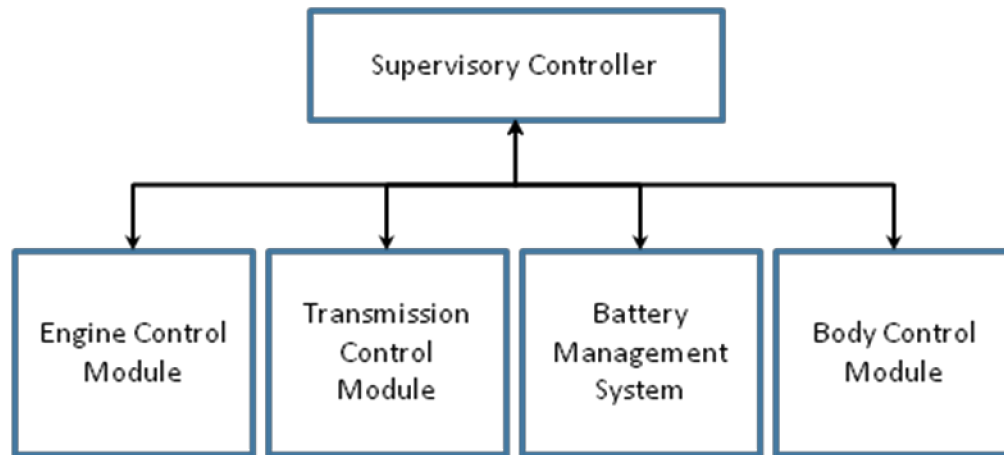 Supervisory Controller
Engine Control
Module
Transmission
Control
Module
Battery
Management
System
Body Control
Module